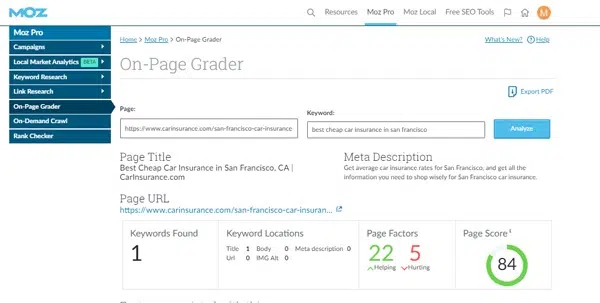 MOZ
Resources Moz Pro Moz Local Free SEO Tools M
Moz Pro
Campaigns
Local Market Analytics BETA
Keyword Research
Link Research
On-Page Grader
On-Demand Crawl
Rank Checker
Home > Moz Pro > On-Page Grader
What's New? Help
On-Page Grader
Export PDF
Page: Keyword:
https://www.carinsurance.com/san-francisco-car-insurance best cheap car insurance in san francisco Analyze
Page Title Meta Description
Best Cheap Car Insurance in San Francisco, CA | Get average car insurance rates for San Francisco, and get all the
CarInsurance.com information you need to shop wisely for San Francisco car insurance.
Page URL
https://www.carinsurance.com/san-francisco-car-insuran...
Keywords Found Keyword Locations Page Factors Page Score1
1 Title 1 Body 0 Meta description 0 22 5 84
Url 0 IMG Alt 0 Helping Hurting